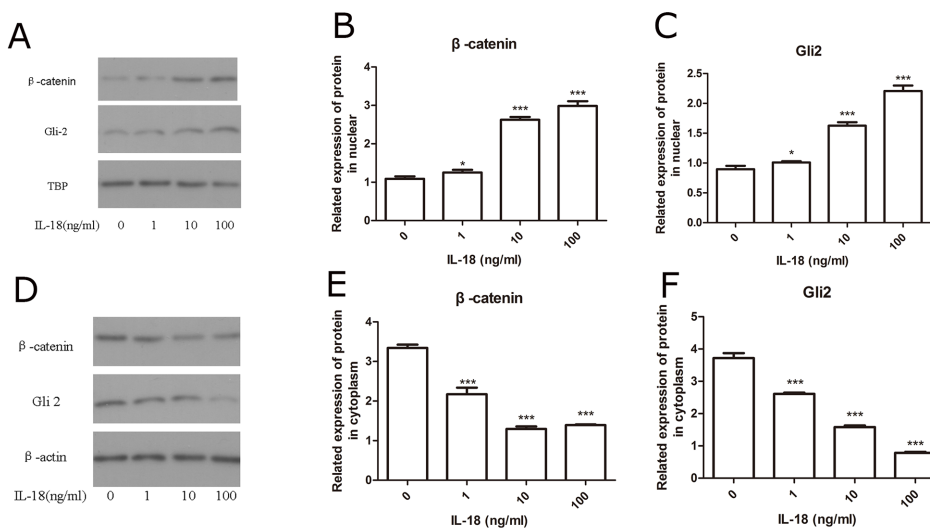 A
β-catenin
Gli-2
TBP
IL-18(ng/ml) 0 1 10 100
B
β-catenin
Related expression of protein
in nuclear
4
3
2
1
0
*
***
***
0 1 10 100
IL-18 (ng/ml)
C
Gli2
Related expression of protein
in nuclear
2.5
2.0
1.5
1.0
0.5
0.0
*
***
***
0 1 10 100
IL-18 (ng/ml)
D
β-catenin
Gli 2
β-actin
IL-18(ng/ml) 0 1 10 100
E
β-catenin
Related expression of protein
in cytoplasm
4
3
2
1
0
***
***
***
0 1 10 100
IL-18 (ng/ml)
F
Gli2
Related expression of protein
in cytoplasm
5
4
3
2
1
0
***
***
***
0 1 10 100
IL-18 (ng/ml)